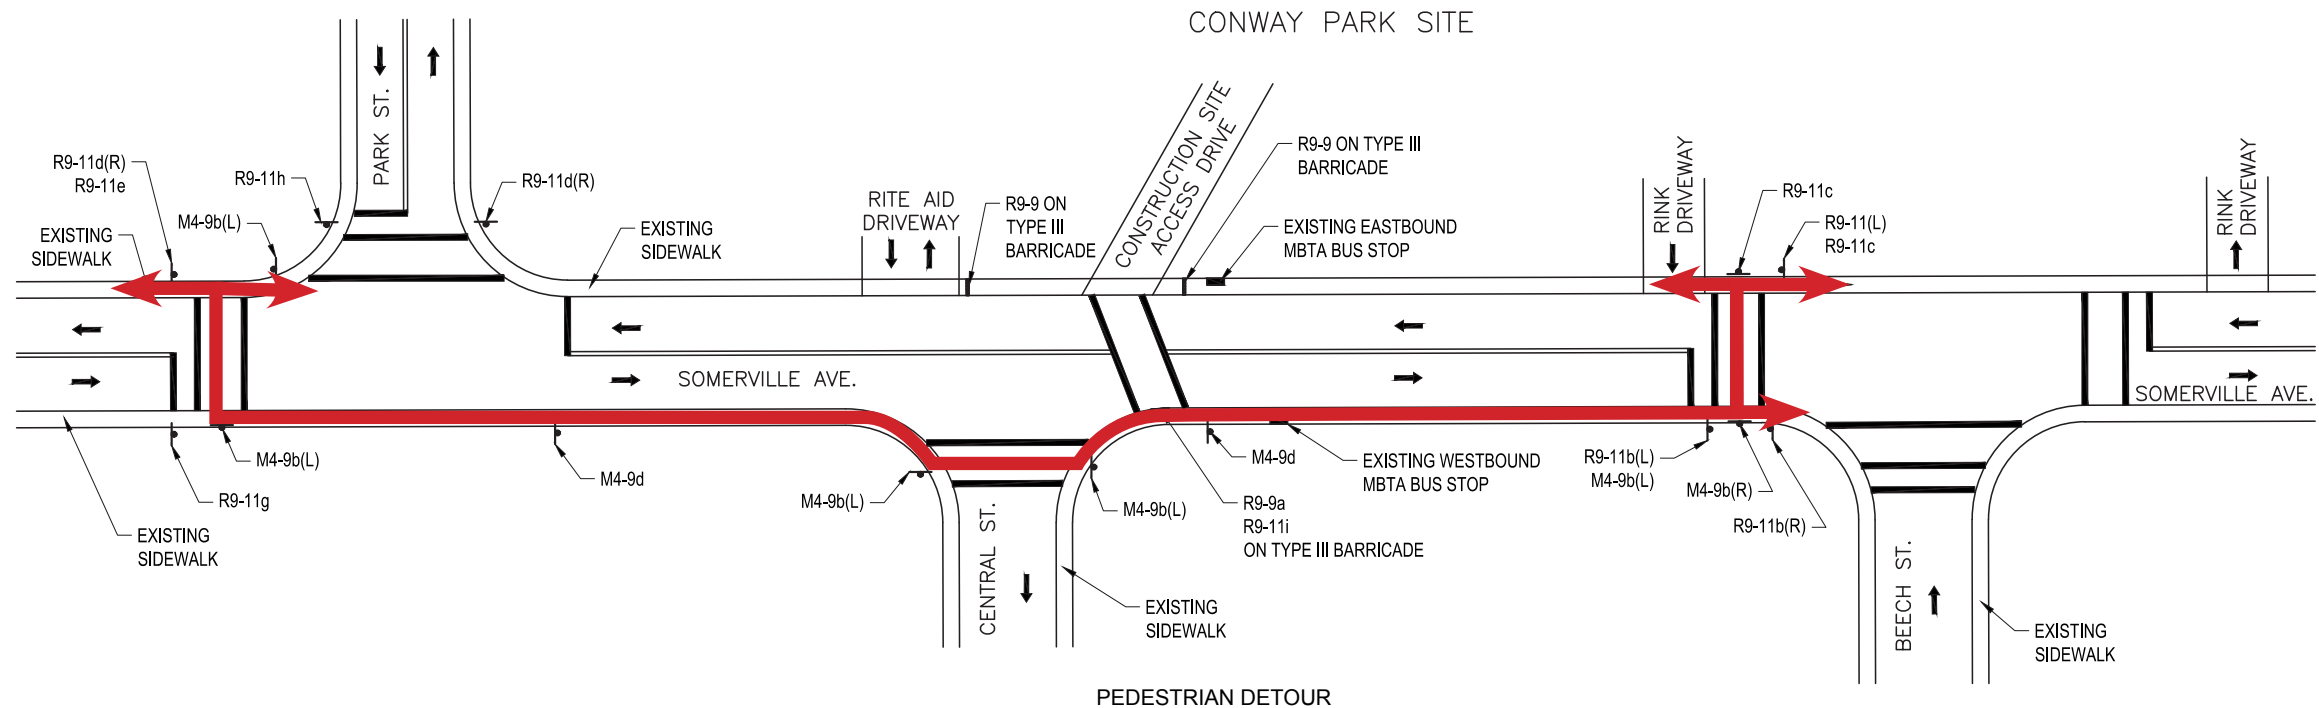 CONWAY PARK SITE
PARK ST.
R9-11d(R)
R9-11e
R9-11h
R9-11d(R)
M4-9b(L)
EXISTING
SIDEWALK
EXISTING
SIDEWALK
RITE AID
DRIVEWAY
R9-9 ON
TYPE III
BARRICADE
CONSTRUCTION SITE
ACCESS DRIVE
R9-9 ON TYPE III
BARRICADE
EXISTING EASTBOUND
MBTA BUS STOP
RINK
DRIVEWAY
R9-11c
R9-11(L)
R9-11c
RINK
DRIVEWAY
SOMERVILLE AVE.
SOMERVILLE AVE.
M4-9b(L)
R9-11g
EXISTING
SIDEWALK
M4-9d
M4-9b(L)
CENTRAL ST.
M4-9b(L)
M4-9d
R9-9a
R9-11i
ON TYPE III BARRICADE
EXISTING WESTBOUND
MBTA BUS STOP
EXISTING
SIDEWALK
R9-11b(L)
M4-9b(L)
M4-9b(R)
R9-11b(R)
BEECH ST.
EXISTING
SIDEWALK
PEDESTRIAN DETOUR